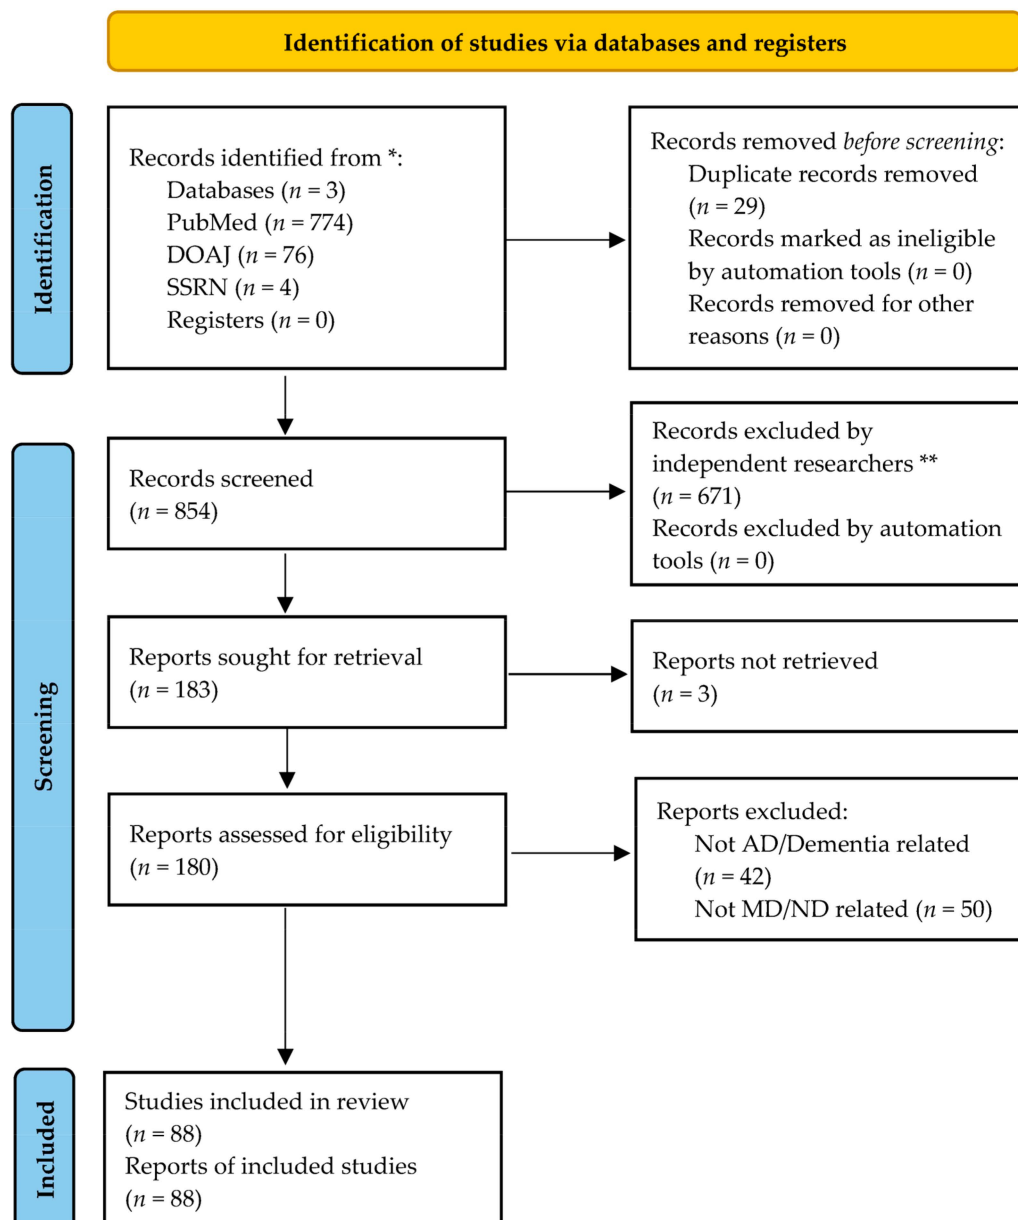 Identification of studies via databases and registers
Identification
Records identified from *:
Databases (n = 3)
PubMed (n = 774)
DOAJ (n = 76)
SSRN (n = 4)
Registers (n = 0)
Records removed before screening:
Duplicate records removed
(n = 29)
Records marked as ineligible
by automation tools (n = 0)
Records removed for other
reasons (n = 0)
Screening
Records screened
(n = 854)
Records excluded by
independent researchers **
(n = 671)
Records excluded by automation
tools (n = 0)
Reports sought for retrieval
(n = 183)
Reports not retrieved
(n = 3)
Reports assessed for eligibility
(n = 180)
Reports excluded:
Not AD/Dementia related
(n = 42)
Not MD/ND related (n = 50)
Included
Studies included in review
(n = 88)
Reports of included studies
(n = 88)